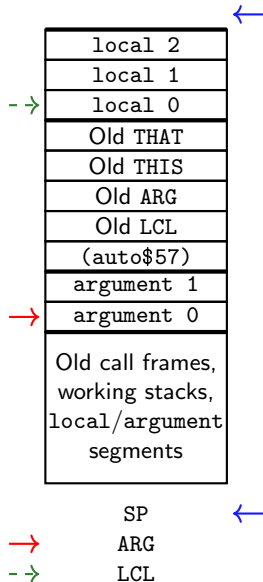 local 2
local 1
local 0
Old THAT
Old THIS
Old ARG
Old LCL
(auto$57)
argument 1
argument 0
Old call frames,
working stacks,
local/argument
segments
SP
ARG
LCL